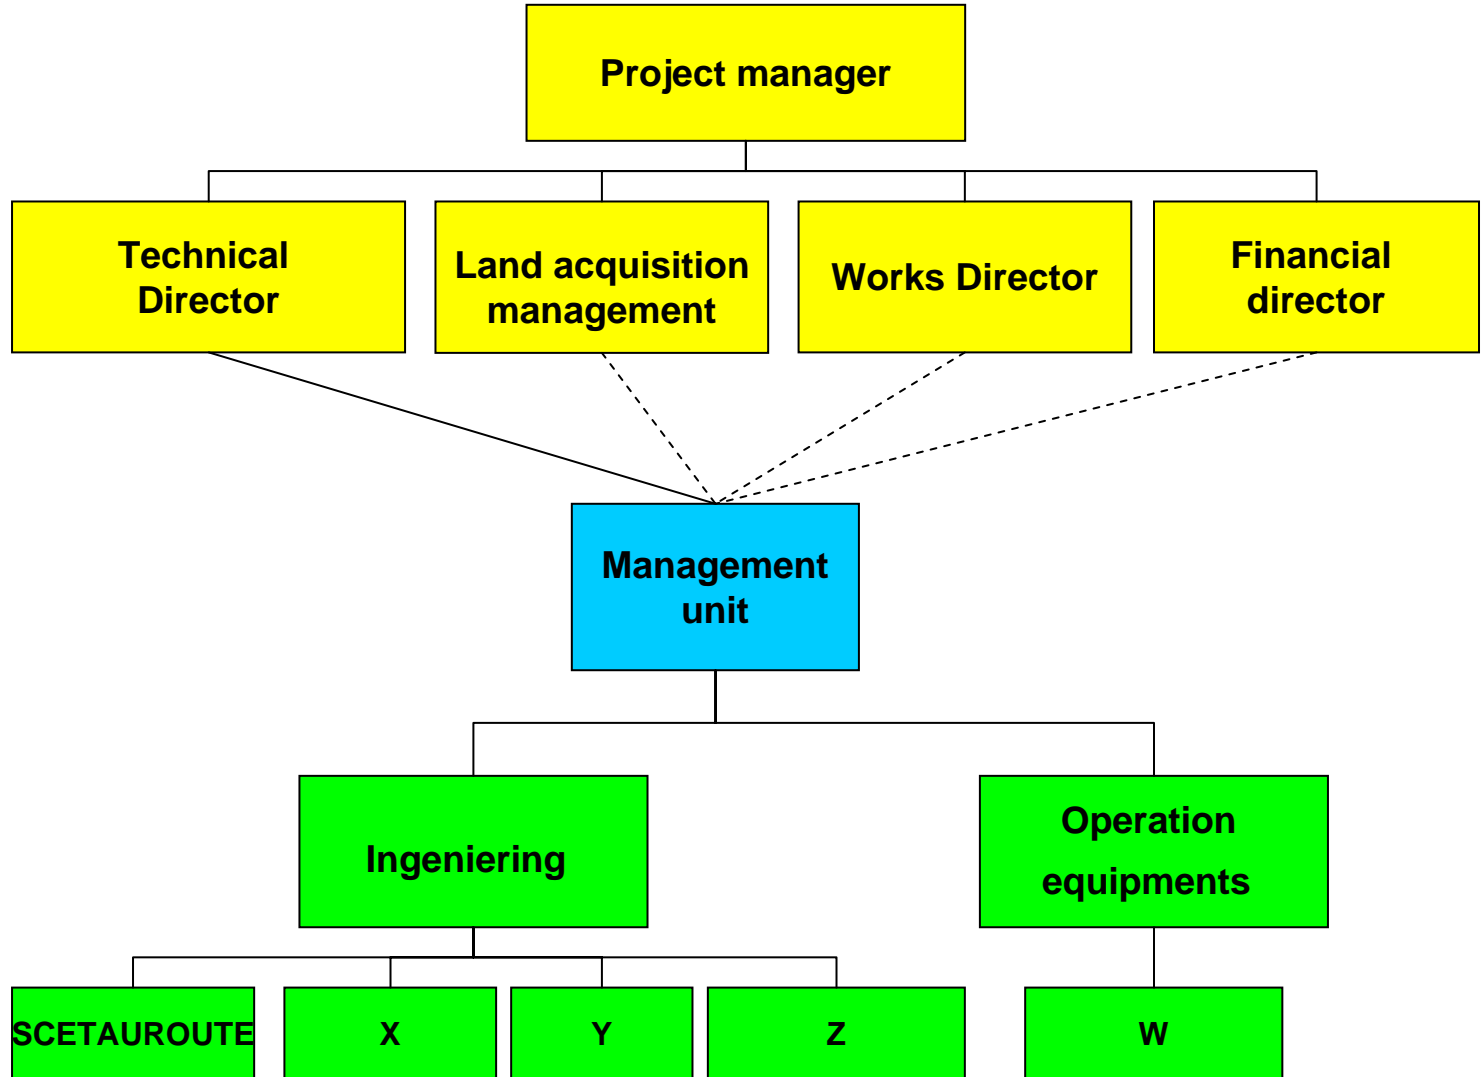 Project manager
Technical
Director
Land acquisition
management
Works Director
Financial
director
Management
unit
Ingeniering
Operation
equipments
SCETAUROUTE
X
Y
Z
W